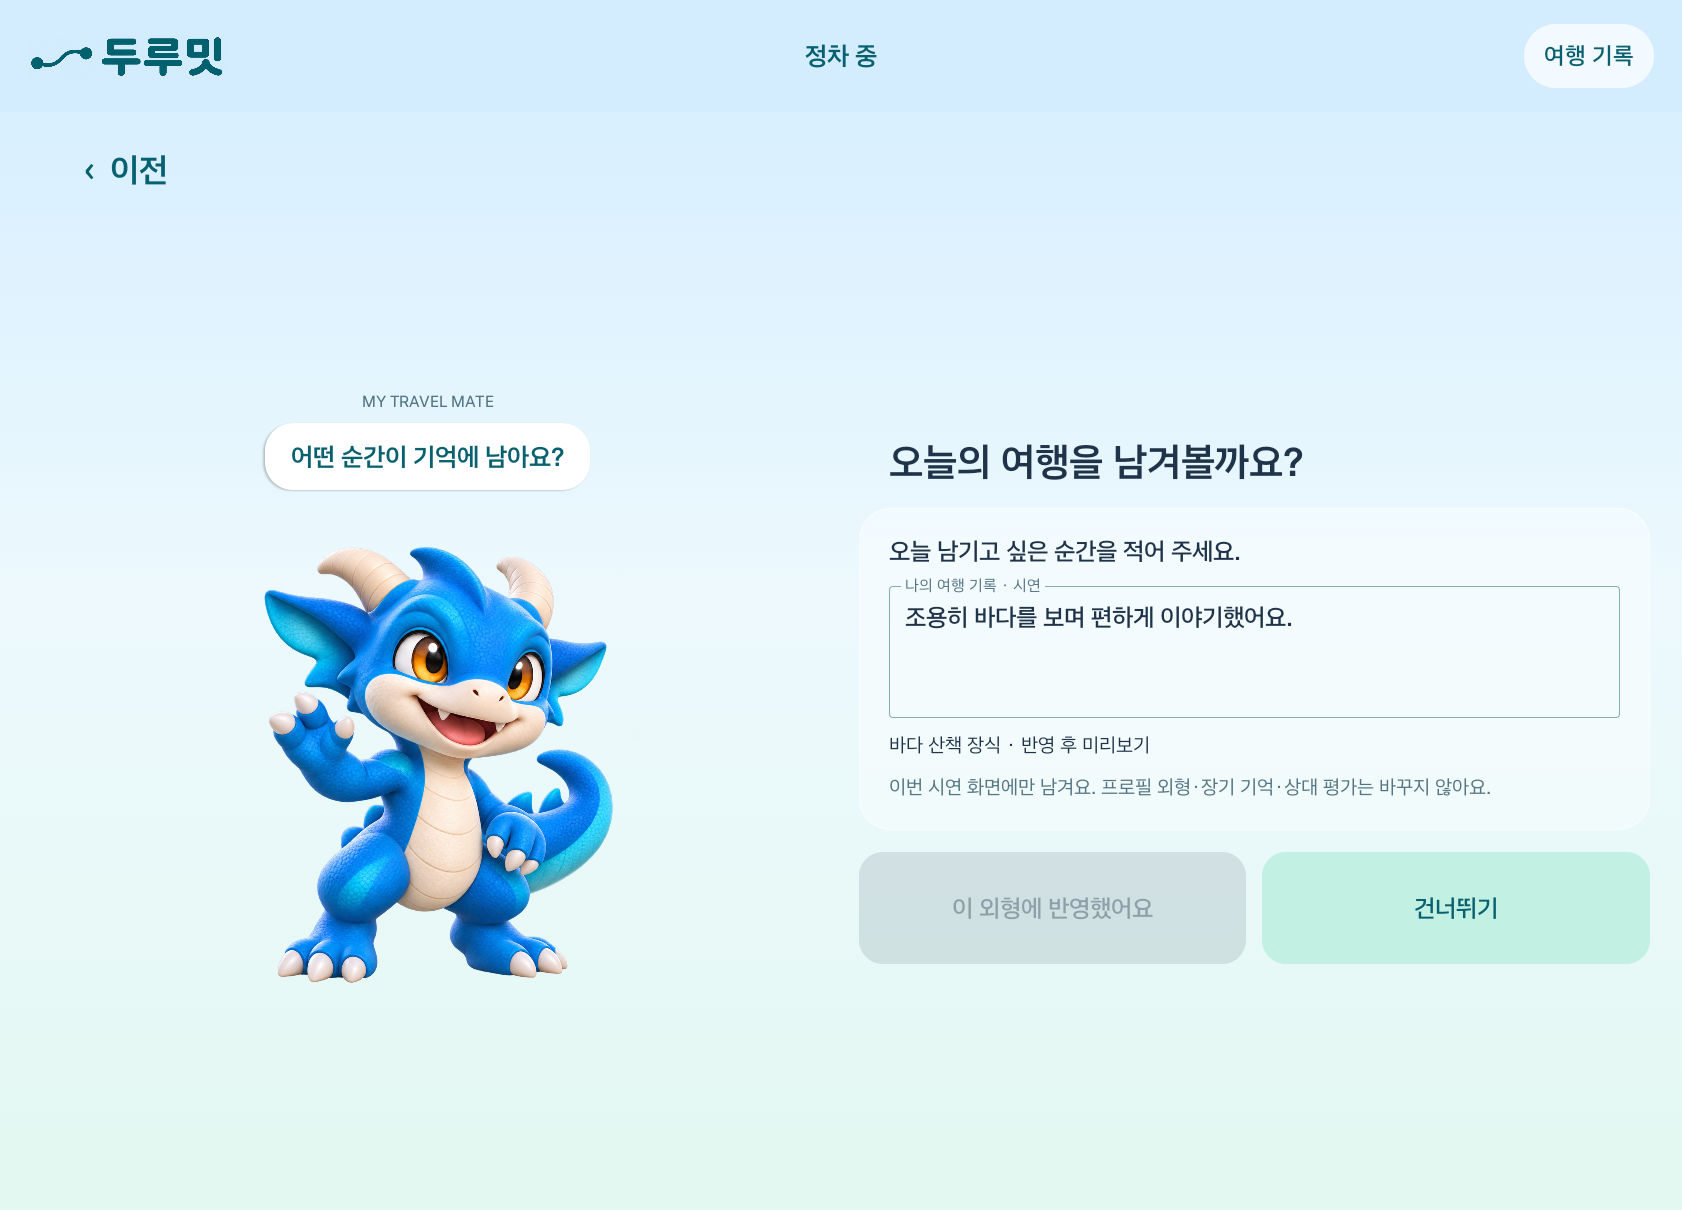 두루밋
정차 중
여행 기록
‹ 이전
MY TRAVEL MATE
어떤 순간이 기억에 남아요?
오늘의 여행을 남겨볼까요?
오늘 남기고 싶은 순간을 적어 주세요.
나의 여행 기록 · 시연
조용히 바다를 보며 편하게 이야기했어요.
바다 산책 장식 · 반영 후 미리보기
이번 시연 화면에만 남겨요. 프로필 외형·장기 기억·상대 평가는 바꾸지 않아요.
이 외형에 반영했어요
건너뛰기